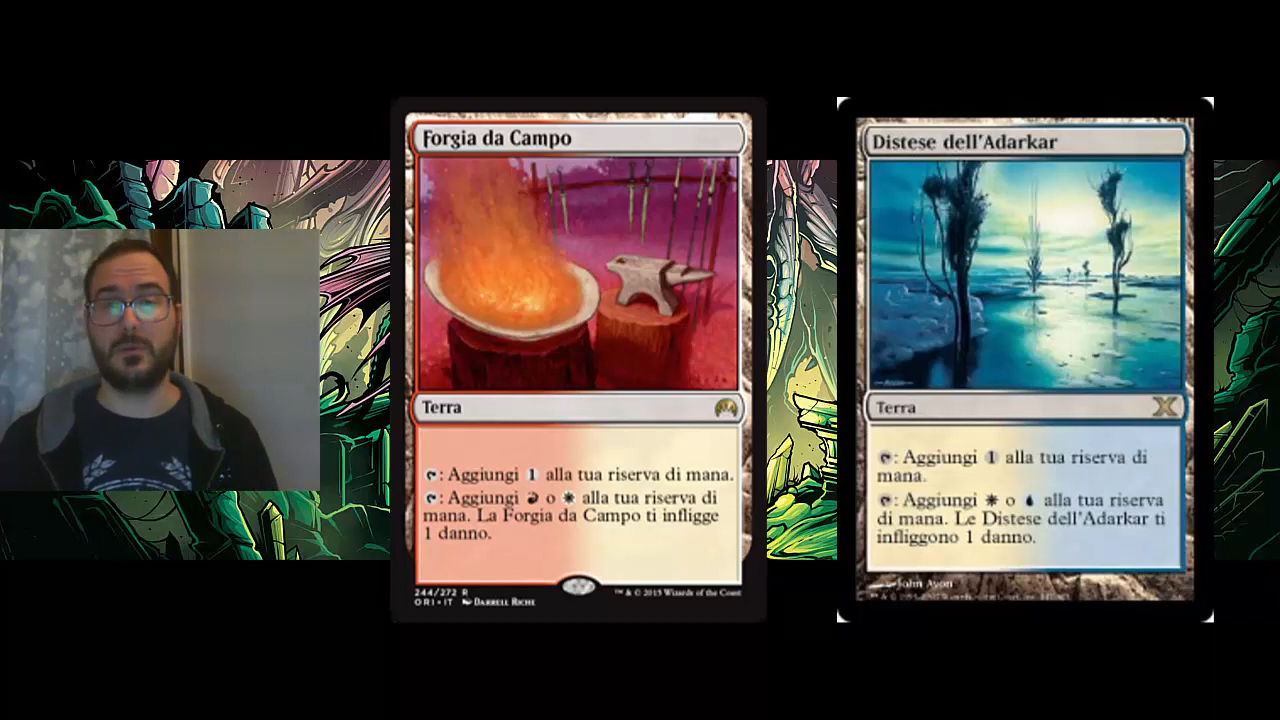 Forgia da Campo
Terra
: Aggiungi 1 alla tua riserva di mana.
: Aggiungi o alla tua riserva di
mana. La Forgia da Campo ti infligge
1 danno.
244/272 R
ORI • IT DARRELL RICHE
™ & © 2015 Wizards of the Coast
Distese dell'Adarkar
Terra
: Aggiungi 1 alla tua riserva di
mana.
: Aggiungi o alla tua riserva
di mana. Le Distese dell'Adarkar ti
infliggono 1 danno.
John Avon